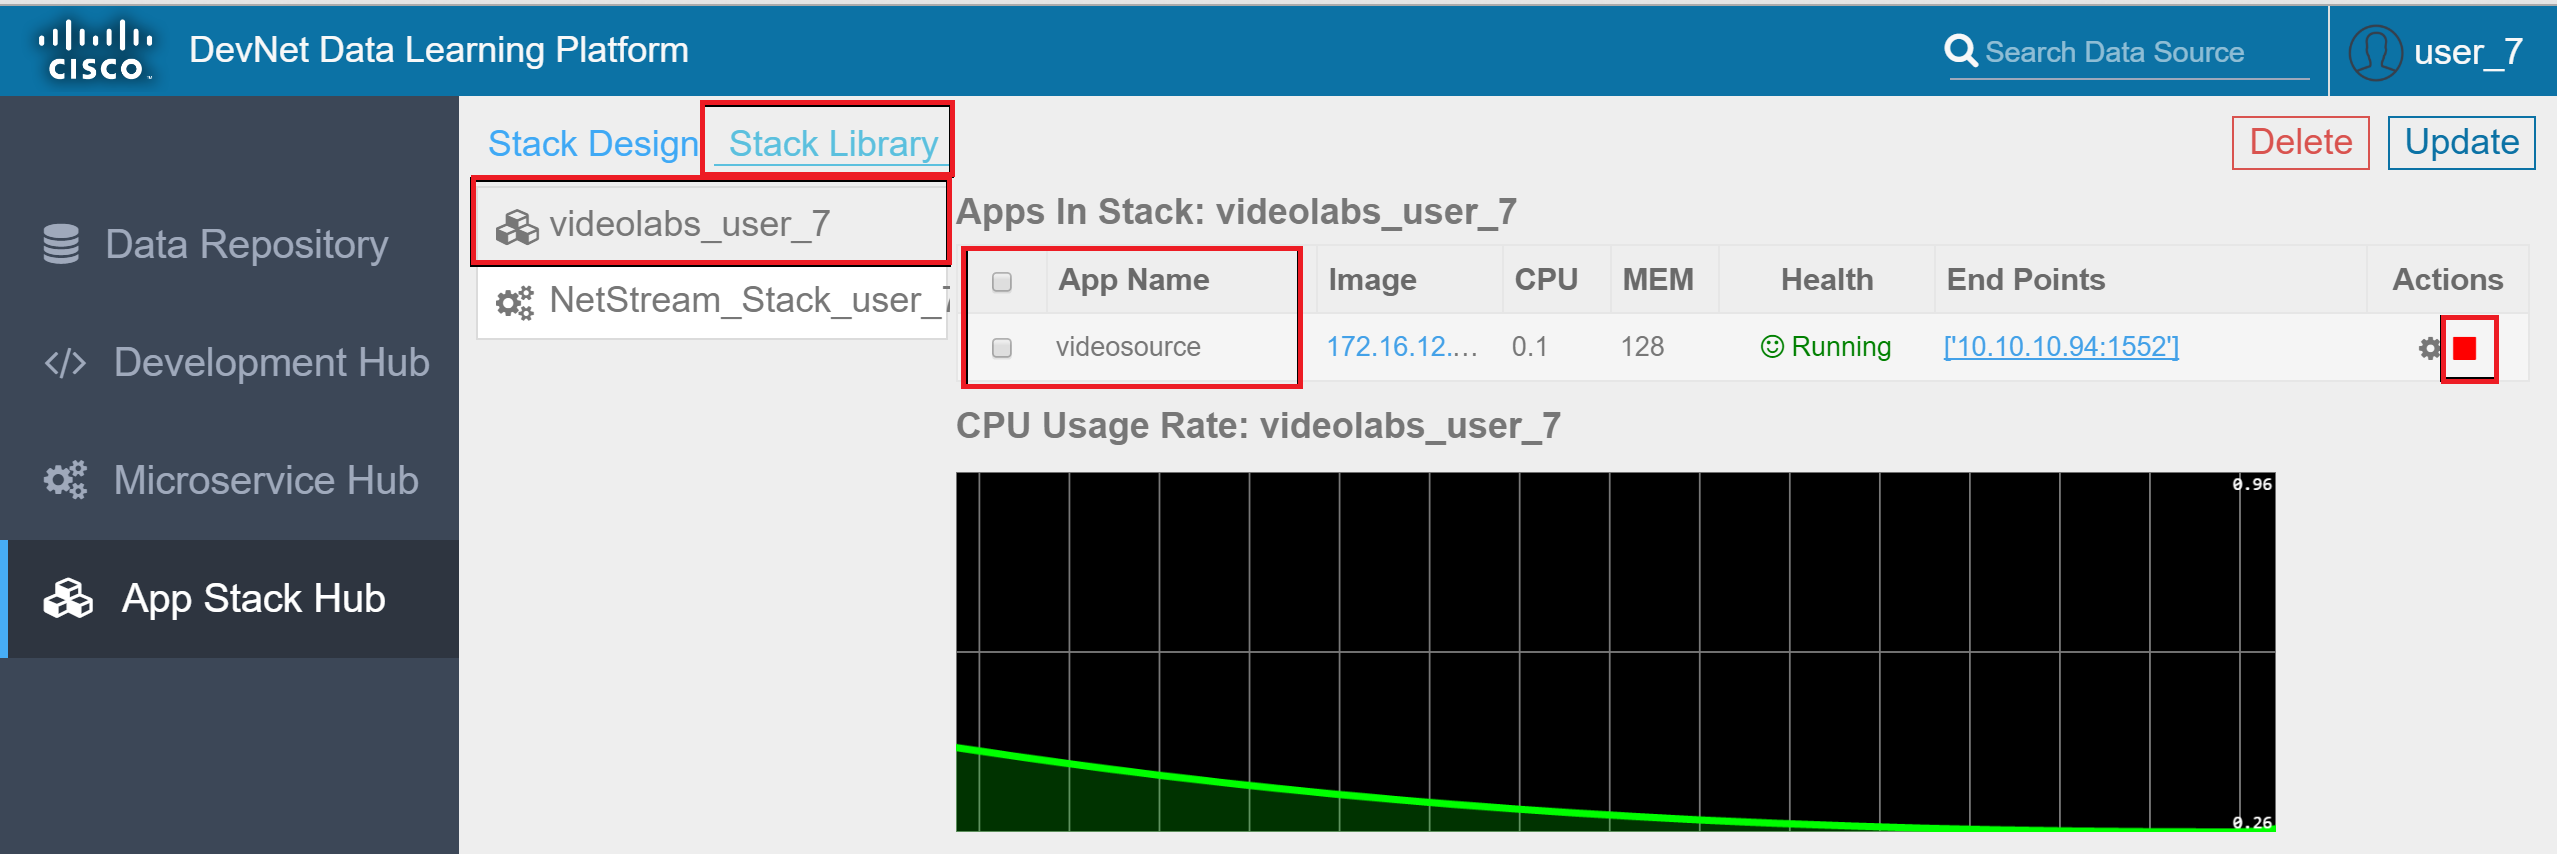 CISCO DevNet Data Learning Platform Search Data Source user_7
Stack Design Stack Library Delete Update
Data Repository
Development Hub
Microservice Hub
App Stack Hub
videolabs_user_7
NetStream_Stack_user_7
Apps In Stack: videolabs_user_7
App Name Image CPU MEM Health End Points Actions
videosource 172.16.12.... 0.1 128 Running ['10.10.10.94:1552']
CPU Usage Rate: videolabs_user_7
0.96
0.26